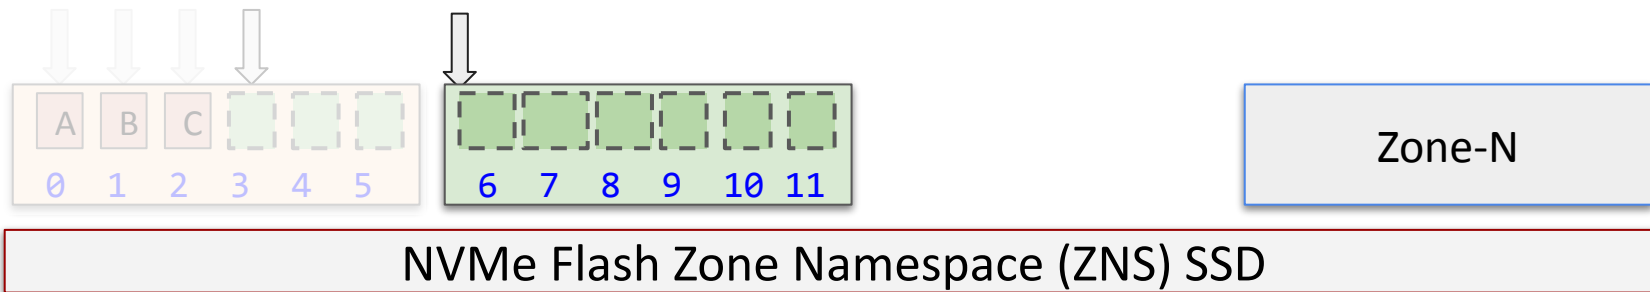 A B C
Zone-N
0 1 2 3 4 5 6 7 8 9 10 11
NVMe Flash Zone Namespace (ZNS) SSD